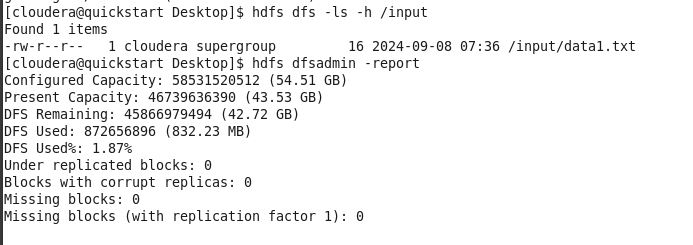 [cloudera@quickstart Desktop]$ hdfs dfs -ls -h /input
Found 1 items
-rw-r--r--   1 cloudera supergroup         16 2024-09-08 07:36 /input/data1.txt
[cloudera@quickstart Desktop]$ hdfs dfsadmin -report
Configured Capacity: 58531520512 (54.51 GB)
Present Capacity: 46739636390 (43.53 GB)
DFS Remaining: 45866979494 (42.72 GB)
DFS Used: 872656896 (832.23 MB)
DFS Used%: 1.87%
Under replicated blocks: 0
Blocks with corrupt replicas: 0
Missing blocks: 0
Missing blocks (with replication factor 1): 0